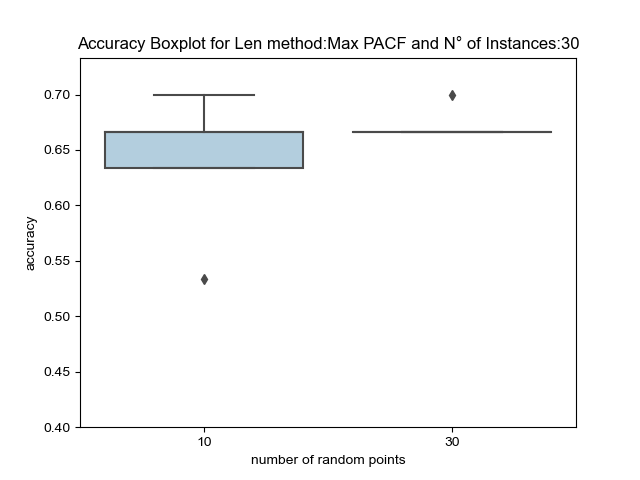 Accuracy Boxplot for Len method:Max PACF and N° of Instances:30
0.70
0.65
0.60
0.55
0.50
0.45
0.40
accuracy
10 30
number of random points